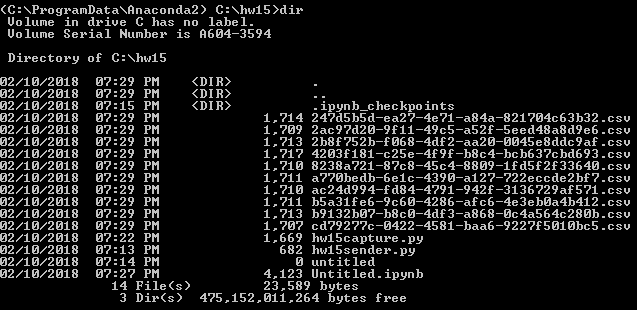 (C:\ProgramData\Anaconda2) C:\hw15>dir
Volume in drive C has no label.
Volume Serial Number is A604-3594
Directory of C:\hw15
02/10/2018  07:29 PM    <DIR>          .
02/10/2018  07:29 PM    <DIR>          ..
02/10/2018  07:15 PM    <DIR>          .ipynb_checkpoints
02/10/2018  07:29 PM             1,714 247d5b5d-ea27-4e71-a84a-821704c63b32.csv
02/10/2018  07:29 PM             1,709 2ac97d20-9f11-49c5-a52f-5eed48a8d9e6.csv
02/10/2018  07:29 PM             1,713 2b8f752b-f068-4df2-aa20-0045e8ddc9af.csv
02/10/2018  07:29 PM             1,717 4203f181-c25e-4f9f-b8c4-bcb637cbd693.csv
02/10/2018  07:29 PM             1,710 8238a721-87c8-45c4-8809-1fd5f2f33640.csv
02/10/2018  07:29 PM             1,711 a770bedb-6e1c-4390-a127-722eccde2bf7.csv
02/10/2018  07:29 PM             1,710 ac24d994-fd84-4791-942f-3136729af571.csv
02/10/2018  07:29 PM             1,711 b5a31fe6-9c60-4286-afc6-4e3eb0a4b412.csv
02/10/2018  07:29 PM             1,713 b9132b07-b8c0-4df3-a868-0c4a564c280b.csv
02/10/2018  07:29 PM             1,707 cd79277c-0422-4581-baa6-9227f5010bc5.csv
02/10/2018  07:22 PM             1,669 hw15capture.py
02/10/2018  07:13 PM               682 hw15sender.py
02/10/2018  07:14 PM                 0 untitled
02/10/2018  07:27 PM             4,123 Untitled.ipynb
14 File(s)         23,589 bytes
3 Dir(s)  475,152,011,264 bytes free